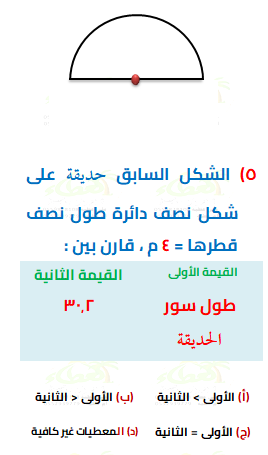 ٥) الشكل السابق حديقة على
شكل نصف دائرة طول نصف
قطرها = ٤ م ، قارن بين :
القيمة الأولى القيمة الثانية
طول سور ٣٠,٢
الحديقة
(أ) الأولى > الثانية (ب) الأولى < الثانية
(ج) الأولى = الثانية (د) المعطيات غير كافية